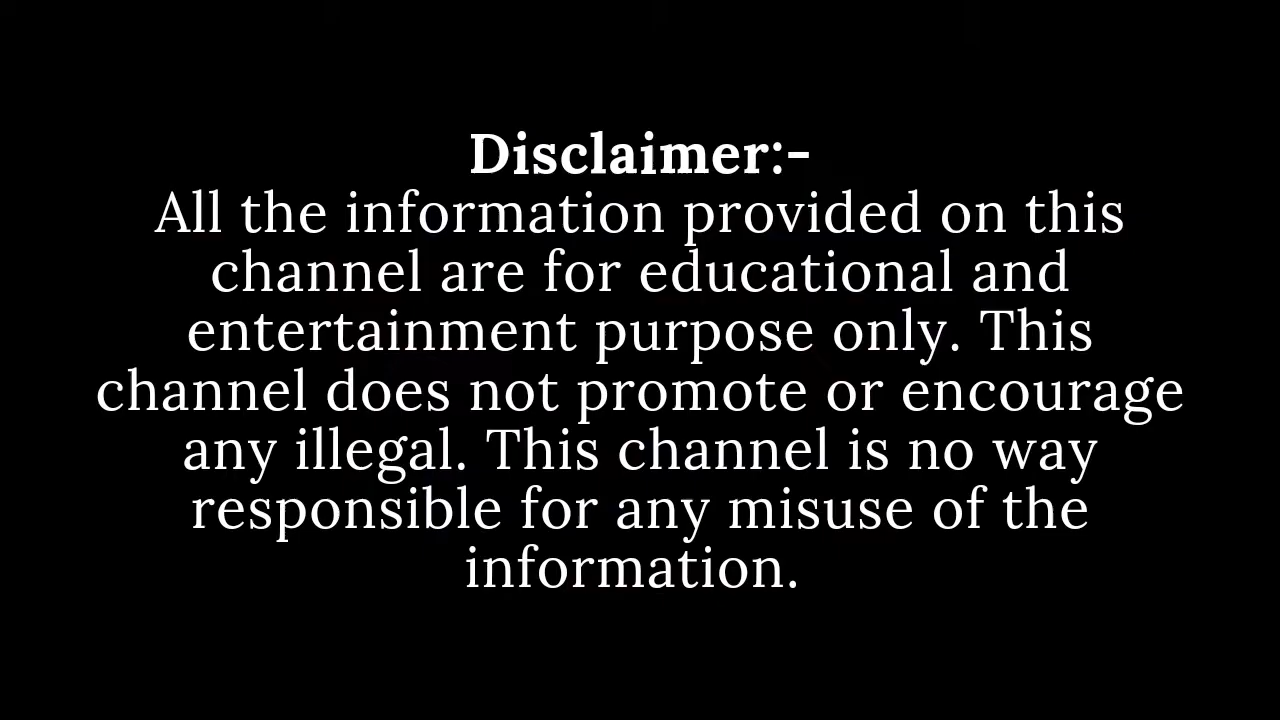 Disclaimer:-
All the information provided on this
channel are for educational and
entertainment purpose only. This
channel does not promote or encourage
any illegal. This channel is no way
responsible for any misuse of the
information.